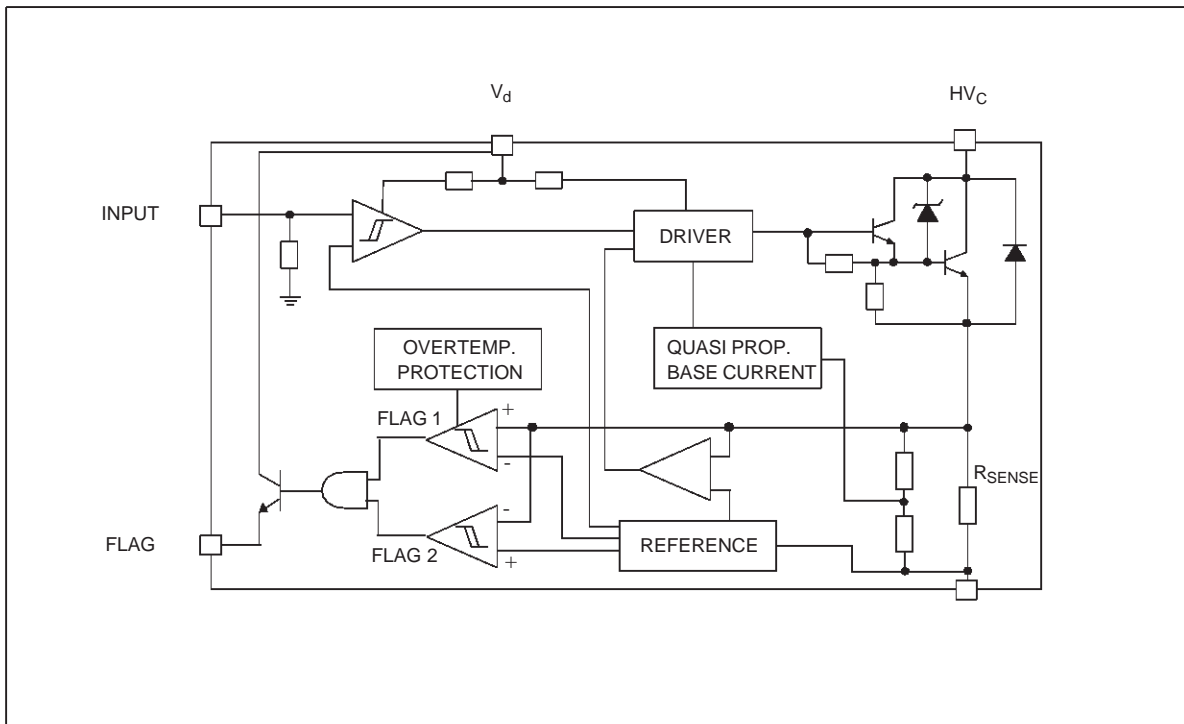 V_d
HV_C
INPUT
DRIVER
OVERTEMP.
PROTECTION
QUASI PROP.
BASE CURRENT
FLAG 1
+
-
R_SENSE
-
FLAG
FLAG 2
+
REFERENCE